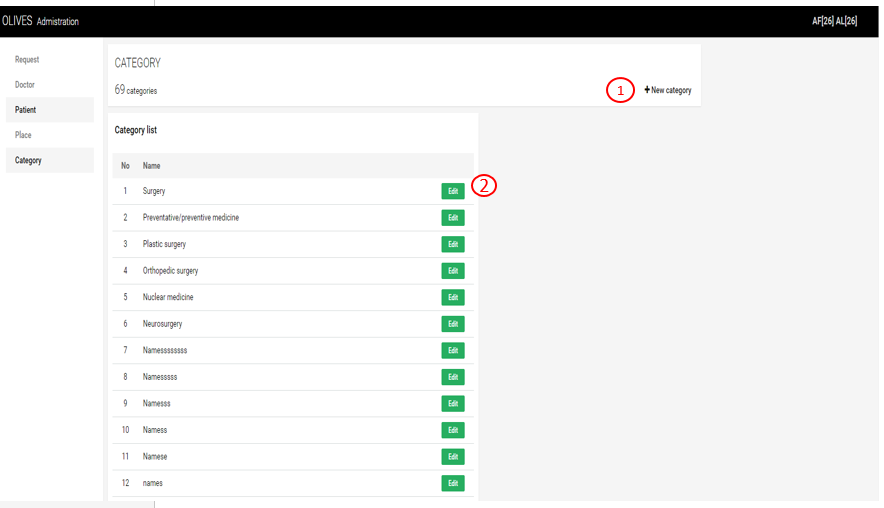 OLIVES Admistration AF[26] AL[26]
Request
Doctor
Patient
Place
Category
CATEGORY
69 categories
1 + New category
Category list
No Name
1 Surgery Edit 2
2 Preventative/preventive medicine Edit
3 Plastic surgery Edit
4 Orthopedic surgery Edit
5 Nuclear medicine Edit
6 Neurosurgery Edit
7 Namessssssss Edit
8 Namesssss Edit
9 Namesss Edit
10 Namess Edit
11 Namese Edit
12 names Edit